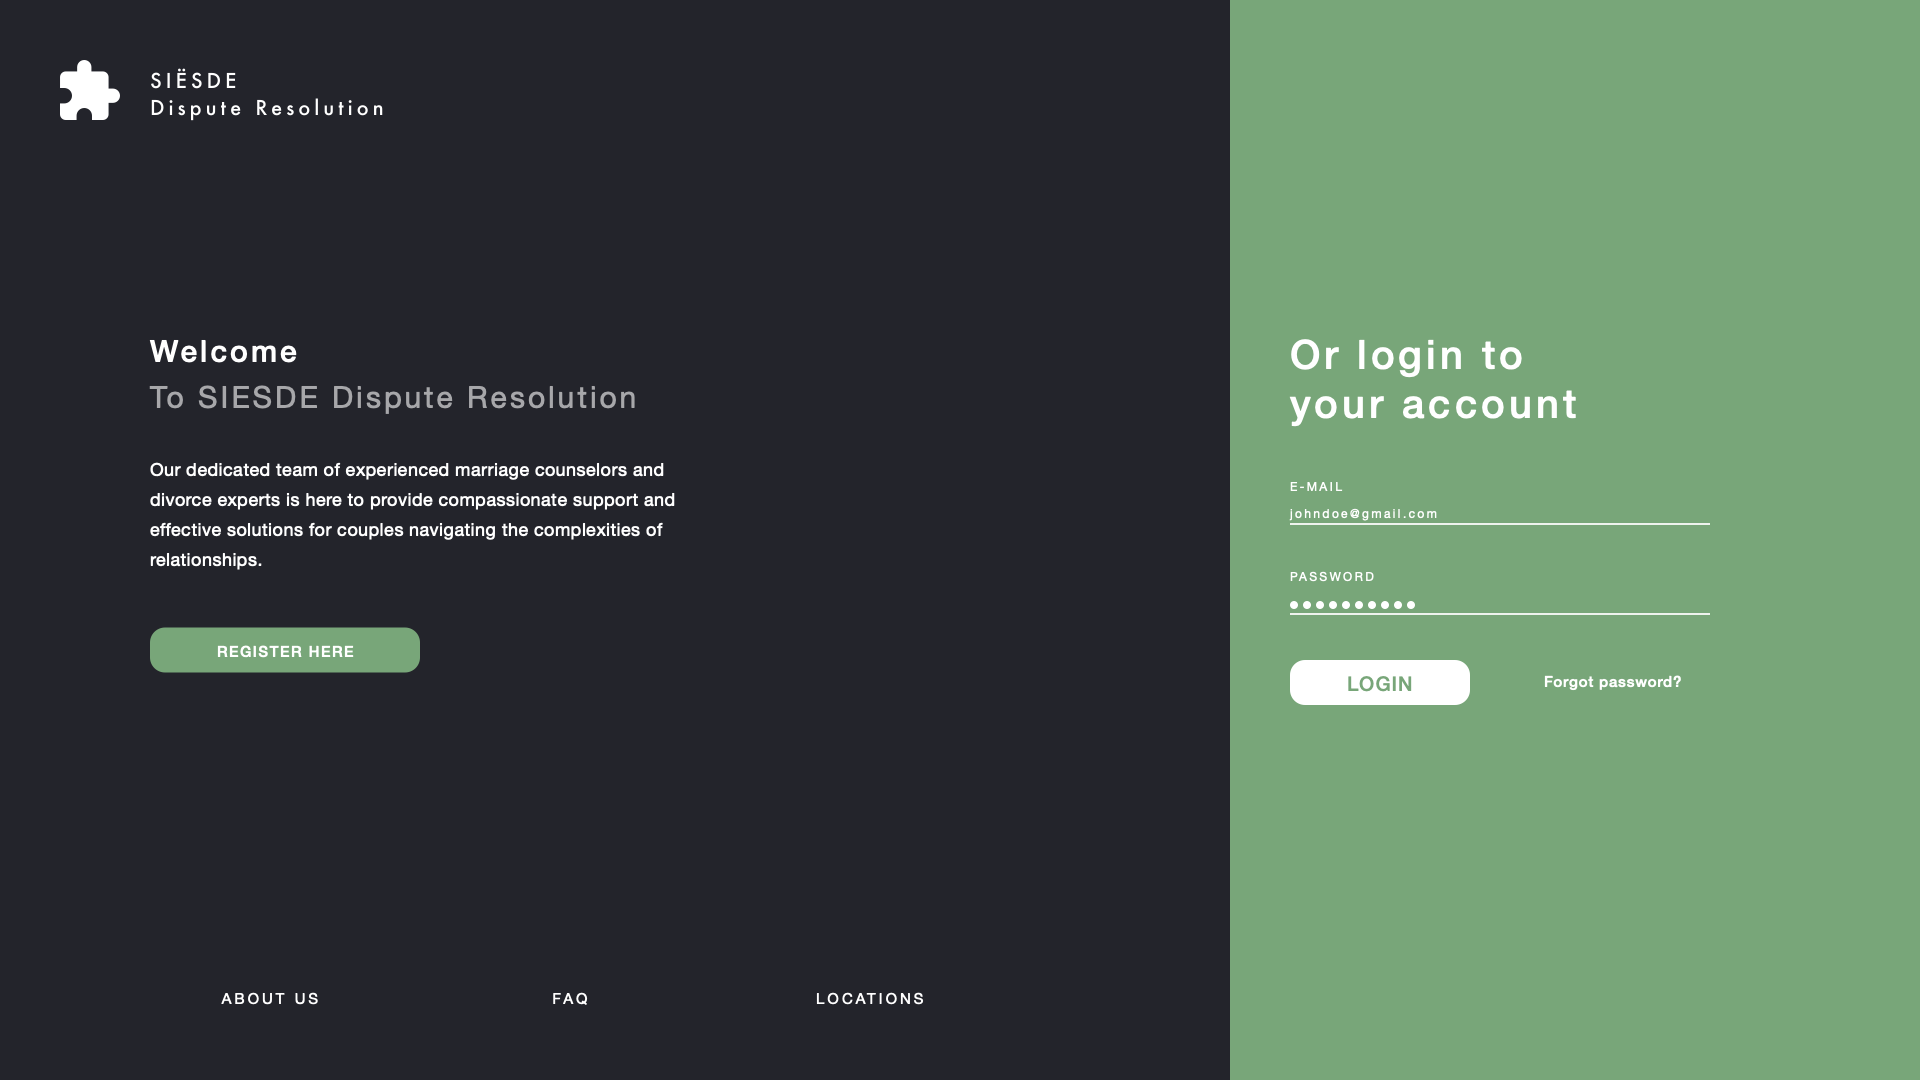 SIËSDE
Dispute Resolution
Welcome
To SIESDE Dispute Resolution
Our dedicated team of experienced marriage counselors and
divorce experts is here to provide compassionate support and
effective solutions for couples navigating the complexities of
relationships.
REGISTER HERE
ABOUT US
FAQ
LOCATIONS
Or login to
your account
E-MAIL
johndoe@gmail.com
PASSWORD
LOGIN
Forgot password?